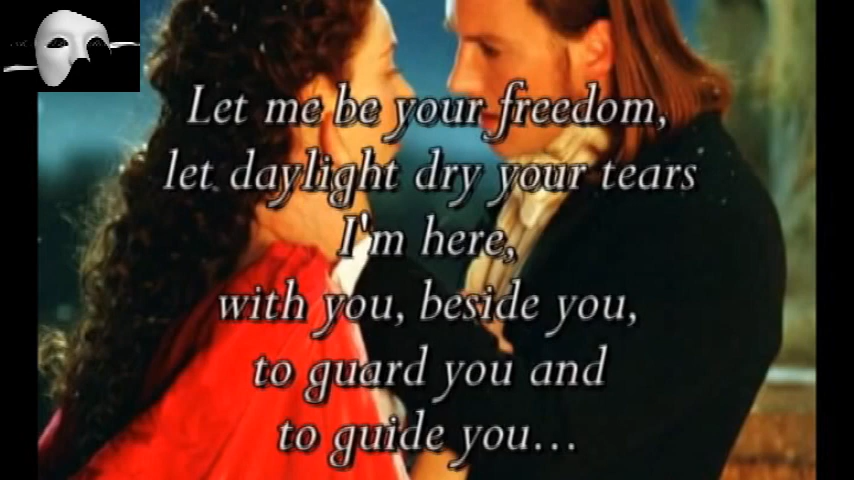 Let me be your freedom,
let daylight dry your tears
I'm here,
with you, beside you,
to guard you and
to guide you...